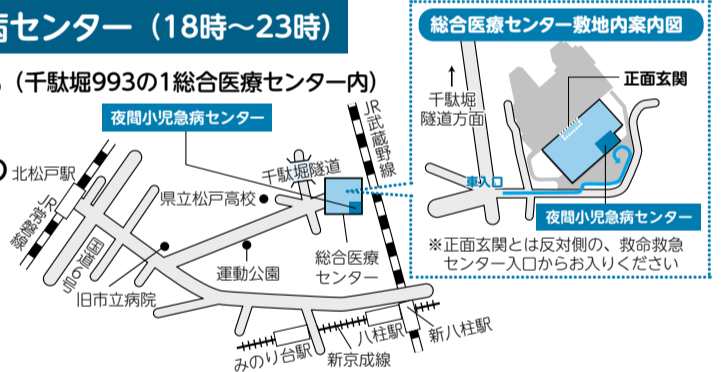 病センター（18時～23時）
（千駄堀993の1総合医療センター内）
夜間小児急病センター
北松戸駅
JR常磐線
国道6号
県立松戸高校
旧市立病院
運動公園
千駄堀隧道
総合医療
センター
JR武蔵野線
みのり台駅
新京成線
八柱駅
新八柱駅
総合医療センター敷地内案内図
↑
千駄堀
隧道方面
正面玄関
車入口
夜間小児急病センター
※正面玄関とは反対側の、救命救急
センター入口からお入りください